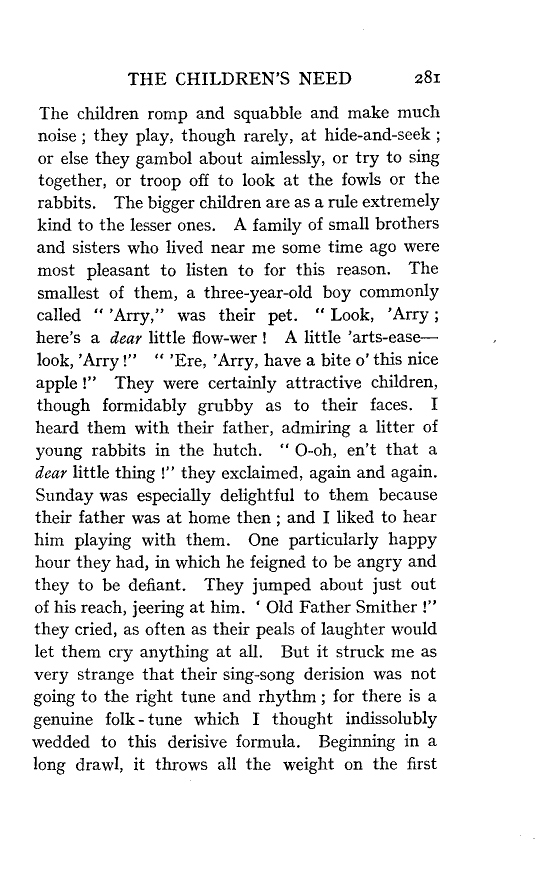 THE CHILDREN'S NEED 281
The children romp and squabble and make much
noise ; they play, though rarely, at hide-and-seek ;
or else they gambol about aimlessly, or try to sing
together, or troop off to look at the fowls or the
rabbits. The bigger children are as a rule extremely
kind to the lesser ones. A family of small brothers
and sisters who lived near me some time ago were
most pleasant to listen to for this reason. The
smallest of them, a three-year-old boy commonly
called “ 'Arry,” was their pet. “ Look, 'Arry ;
here's a dear little flow-wer ! A little 'arts-ease—
look, 'Arry !” “ 'Ere, 'Arry, have a bite o' this nice
apple !” They were certainly attractive children,
though formidably grubby as to their faces. I
heard them with their father, admiring a litter of
young rabbits in the hutch. “ O-oh, en't that a
dear little thing !” they exclaimed, again and again.
Sunday was especially delightful to them because
their father was at home then ; and I liked to hear
him playing with them. One particularly happy
hour they had, in which he feigned to be angry and
they to be defiant. They jumped about just out
of his reach, jeering at him. ‘ Old Father Smither !”
they cried, as often as their peals of laughter would
let them cry anything at all. But it struck me as
very strange that their sing-song derision was not
going to the right tune and rhythm ; for there is a
genuine folk-tune which I thought indissolubly
wedded to this derisive formula. Beginning in a
long drawl, it throws all the weight on the first